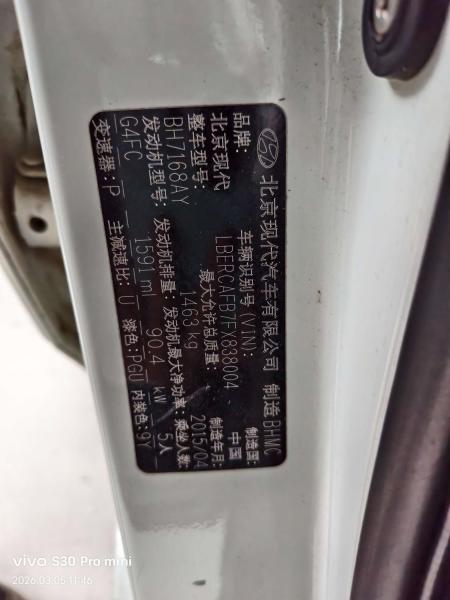 北京现代汽车有限公司 制造 BHMC
品牌: 车辆识别号(VIN): 制造国:
北京现代 LBERCAFB7FX838004 中国
整车型号: 最大允许总质量: 制造年月:
BH7168AY 1463 kg 2015/04
发动机型号: 发动机排量: 发动机最大净功率: 乘坐人数:
G4FC 1591 ml 90.4 kW 5人
变速器: P 主减速比: U 漆色: PGU 内装色: 9Y
vivo S30 Pro mini
2026.03.05 11:46